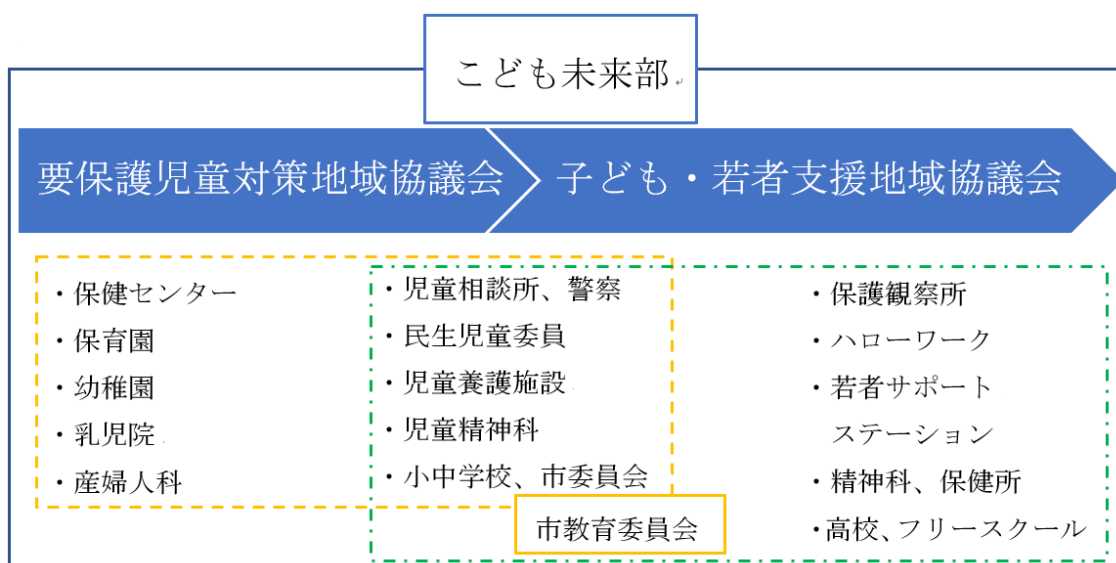 こども未来部
要保護児童対策地域協議会
子ども・若者支援地域協議会
・保健センター
・保育園
・幼稚園
・乳児院
・産婦人科
・児童相談所、警察
・民生児童委員
・児童養護施設
・児童精神科
・小中学校、市委員会
市教育委員会
・保護観察所
・ハローワーク
・若者サポート
ステーション
・精神科、保健所
・高校、フリースクール